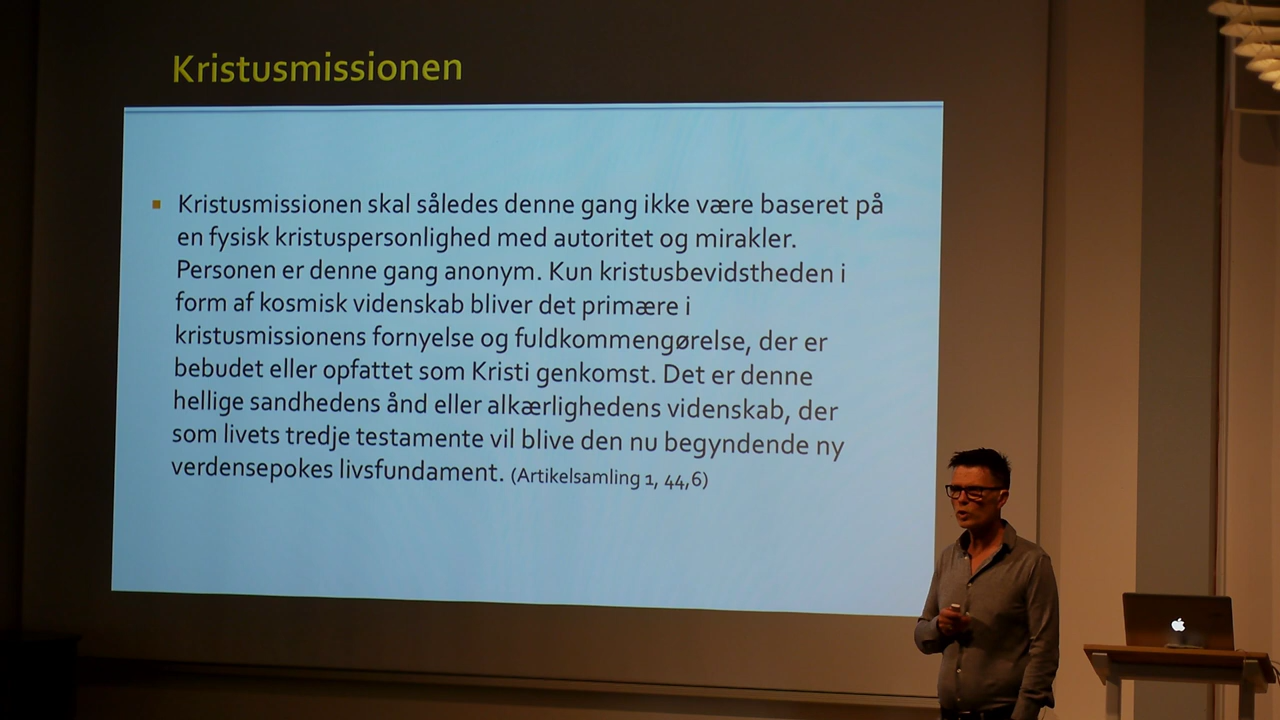 Kristusmissionen
Kristusmissionen skal således denne gang ikke være baseret på
en fysisk kristuspersonlighed med autoritet og mirakler.
Personen er denne gang anonym. Kun kristusbevidstheden i
form af kosmisk videnskab bliver det primære i
kristusmissionens fornyelse og fuldkommengørelse, der er
bebudet eller opfattet som Kristi genkomst. Det er denne
hellige sandhedens ånd eller alkærlighedens videnskab, der
som livets tredje testamente vil blive den nu begyndende ny
verdensepokes livsfundament. (Artikelsamling 1, 44,6)